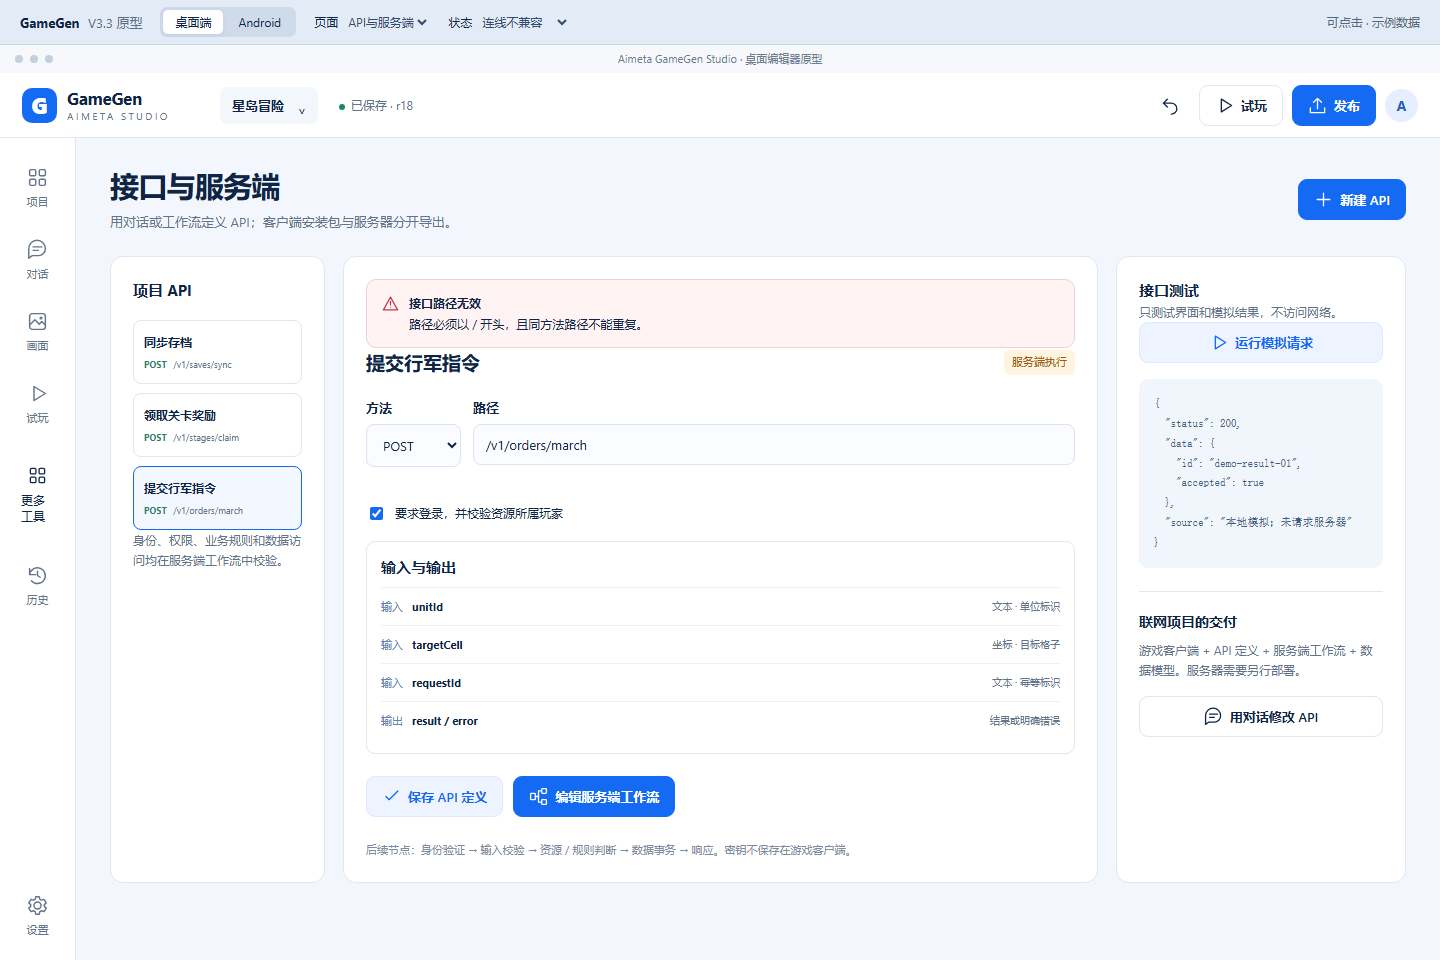 GameGen V3.3 原型 桌面端 Android 页面 API与服务端 状态 连线不兼容 可点击 · 示例数据
Aimeta GameGen Studio · 桌面编辑器原型
G GameGen
AIMETA STUDIO
星岛冒险 已保存 · r18 试玩 发布 A
项目
对话
画面
试玩
更多
工具
历史
设置
接口与服务端
用对话或工作流定义 API；客户端安装包与服务器分开导出。
新建 API
项目 API
同步存档
POST /v1/saves/sync
领取关卡奖励
POST /v1/stages/claim
提交行军指令
POST /v1/orders/march
身份、权限、业务规则和数据访
问均在服务端工作流中校验。
接口路径无效
路径必须以 / 开头，且同方法路径不能重复。
提交行军指令 服务端执行
方法 路径
POST /v1/orders/march
要求登录，并校验资源所属玩家
输入与输出
输入 unitId 文本 · 单位标识
输入 targetCell 坐标 · 目标格子
输入 requestId 文本 · 幂等标识
输出 result / error 结果或明确错误
保存 API 定义 编辑服务端工作流
后续节点：身份验证 → 输入校验 → 资源 / 规则判断 → 数据事务 → 响应。密钥不保存在游戏客户端。
接口测试
只测试界面和模拟结果，不访问网络。
运行模拟请求
{
"status": 200,
"data": {
"id": "demo-result-01",
"accepted": true
},
"source": "本地模拟；未请求服务器"
}
联网项目的交付
游戏客户端 + API 定义 + 服务端工作流 + 数
据模型。服务器需要另行部署。
用对话修改 API